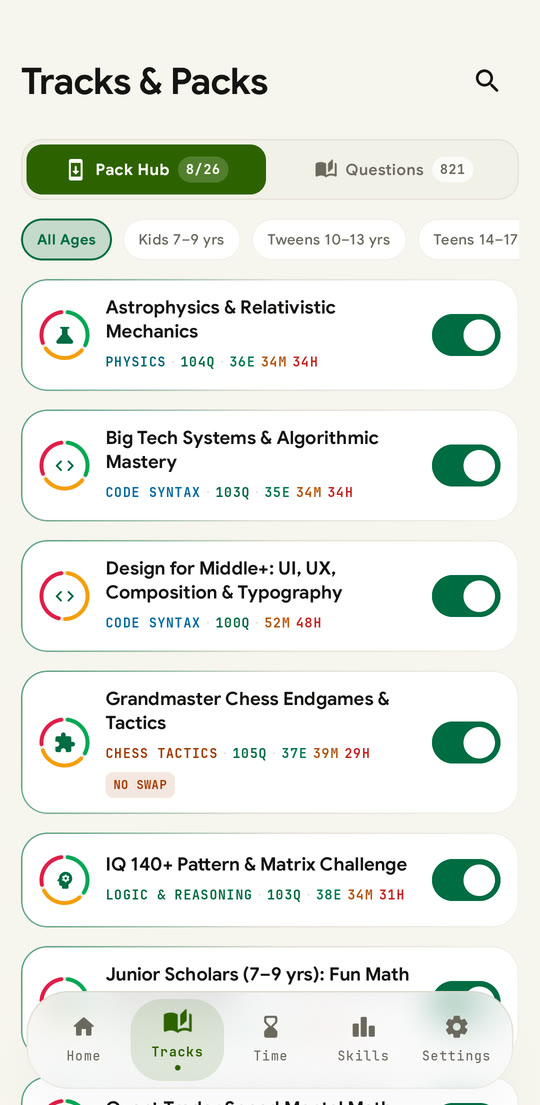 Tracks & Packs
Pack Hub 8/26
Questions 821
All Ages
Kids 7–9 yrs
Tweens 10–13 yrs
Teens 14–17
Astrophysics & Relativistic
Mechanics
PHYSICS · 104Q · 36E 34M 34H
Big Tech Systems & Algorithmic
Mastery
CODE SYNTAX · 103Q · 35E 34M 34H
Design for Middle+: UI, UX,
Composition & Typography
CODE SYNTAX · 100Q · 52M 48H
Grandmaster Chess Endgames &
Tactics
CHESS TACTICS · 105Q · 37E 39M 29H
NO SWAP
IQ 140+ Pattern & Matrix Challenge
LOGIC & REASONING · 103Q · 38E 34M 31H
Junior Scholars (7–9 yrs): Fun Math
Home
Tracks
Time
Skills
Settings